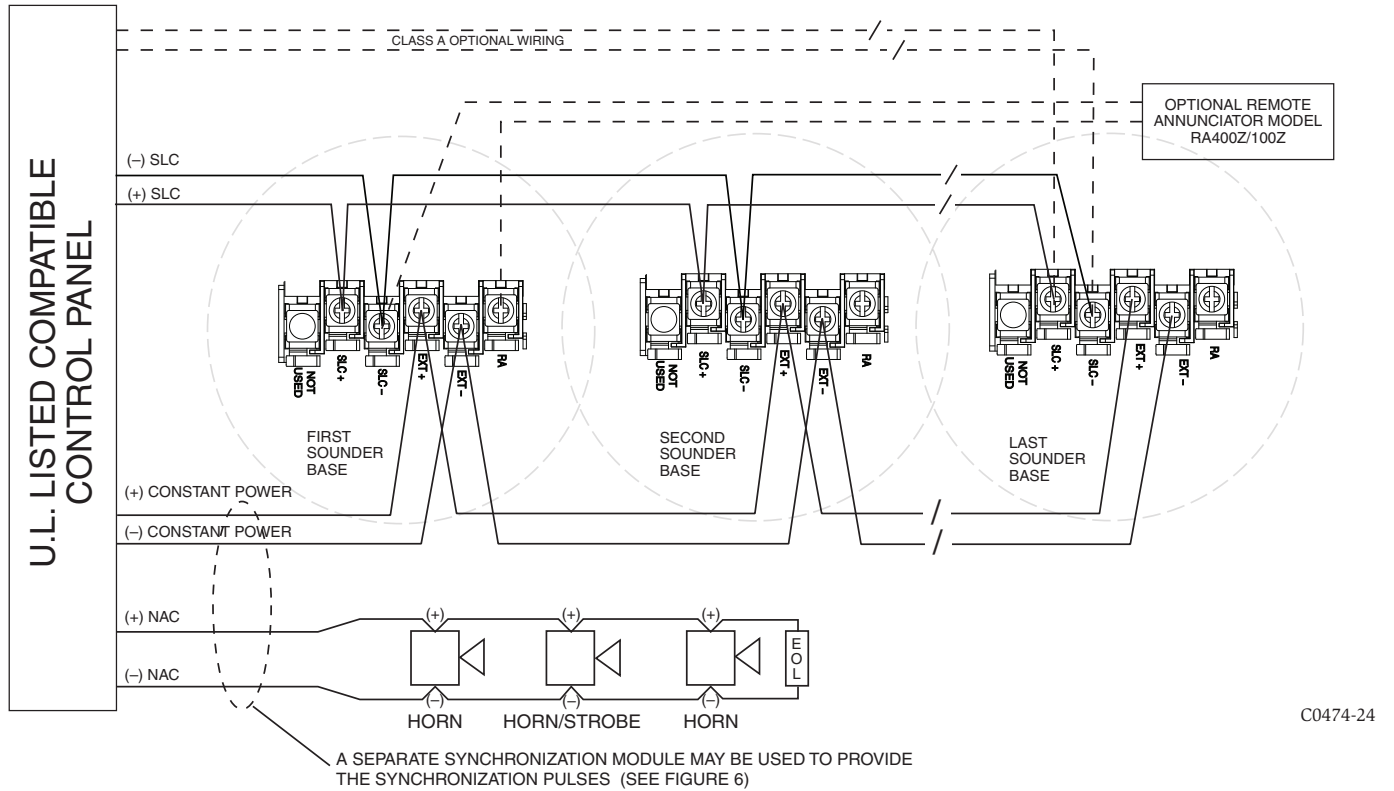 CLASS A OPTIONAL WIRING
OPTIONAL REMOTE
ANNUNCIATOR MODEL
RA400Z/100Z
U.L. LISTED COMPATIBLE
CONTROL PANEL
(–) SLC
(+) SLC
NOT
USED
SLC +
SLC –
EXT +
EXT –
RA
NOT
USED
SLC +
SLC –
EXT +
EXT –
RA
NOT
USED
SLC +
SLC –
EXT +
EXT –
RA
FIRST
SOUNDER
BASE
SECOND
SOUNDER
BASE
LAST
SOUNDER
BASE
(+) CONSTANT POWER
(–) CONSTANT POWER
(+) NAC
(–) NAC
(+)
(+)
(+)
EOL
(–)
(–)
(–)
HORN
HORN/STROBE
HORN
C0474-24
A SEPARATE SYNCHRONIZATION MODULE MAY BE USED TO PROVIDE
THE SYNCHRONIZATION PULSES (SEE FIGURE 6)